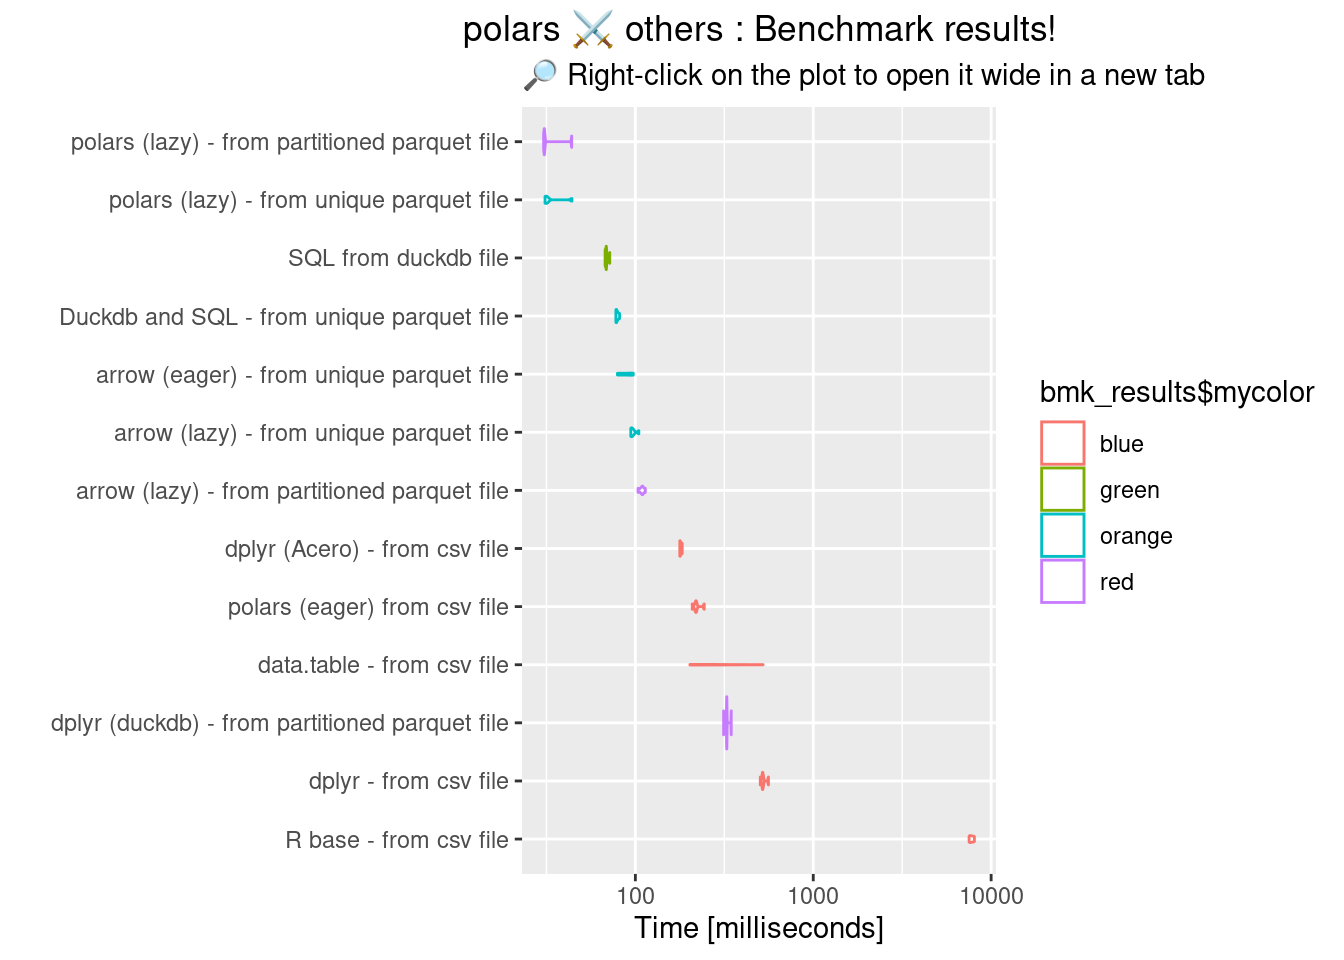 polars ⚔️ others : Benchmark results!
🔎 Right-click on the plot to open it wide in a new tab
polars (lazy) - from partitioned parquet file
polars (lazy) - from unique parquet file
SQL from duckdb file
Duckdb and SQL - from unique parquet file
arrow (eager) - from unique parquet file
arrow (lazy) - from unique parquet file
arrow (lazy) - from partitioned parquet file
dplyr (Acero) - from csv file
polars (eager) from csv file
data.table - from csv file
dplyr (duckdb) - from partitioned parquet file
dplyr - from csv file
R base - from csv file
100 1000 10000
Time [milliseconds]
bmk_results$mycolor
blue
green
orange
red